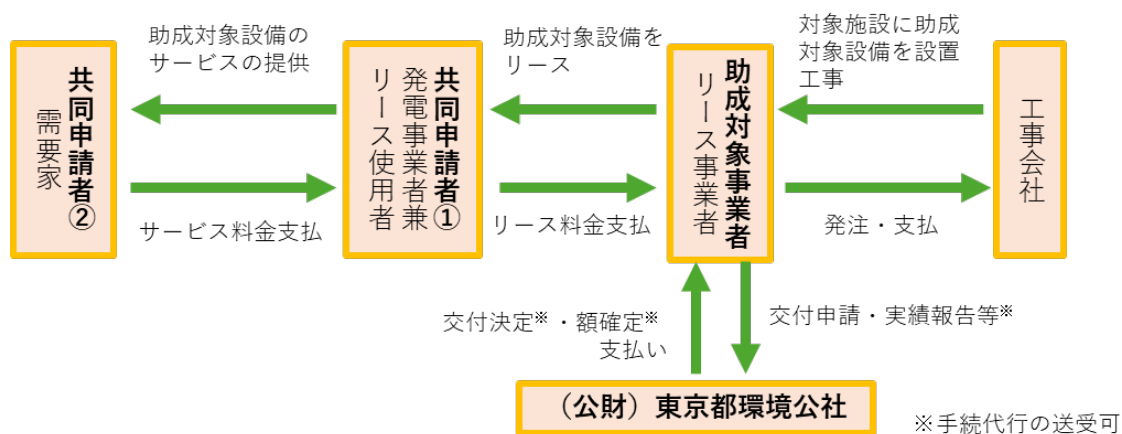 助成対象設備の
サービスの提供
助成対象設備を
リース
対象施設に助成
対象設備を設置
工事
共同申請者②
需要家
共同申請者①
発電事業者兼
リース使用者
助成対象事業者
リース事業者
工事会社
サービス料金支払
リース料金支払
発注・支払
交付決定※・額確定※
支払い
交付申請・実績報告等※
（公財）東京都環境公社
※手続代行の送受可